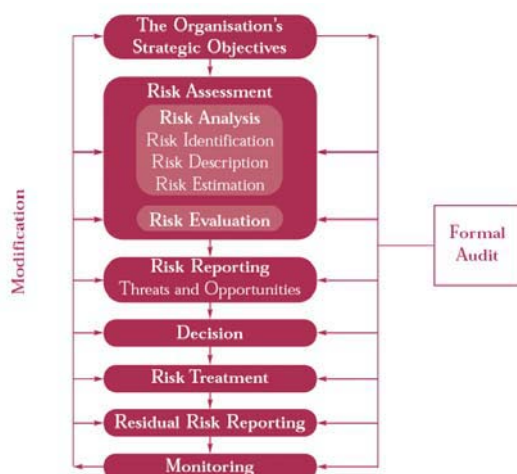 The Organisation's
Strategic Objectives
Risk Assessment
Risk Analysis
Risk Identification
Risk Description
Risk Estimation
Risk Evaluation
Risk Reporting
Threats and Opportunities
Decision
Risk Treatment
Residual Risk Reporting
Monitoring
Modification
Formal
Audit